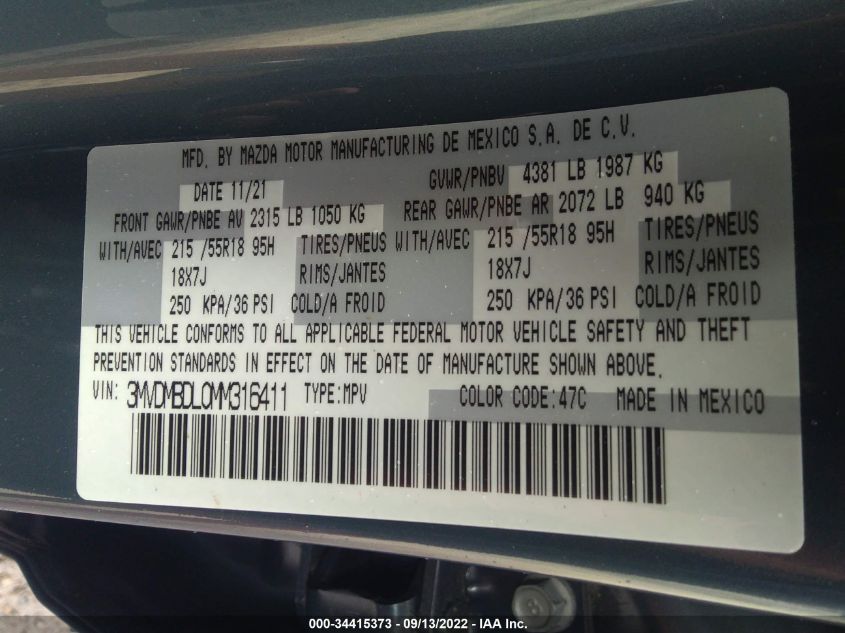 MFD. BY MAZDA MOTOR MANUFACTURING DE MEXICO S.A. DE C.V.
DATE 11/21 GVWR/PNBV 4381 LB 1987 KG
FRONT GAWR/PNBE AV 2315 LB 1050 KG REAR GAWR/PNBE AR 2072 LB 940 KG
WITH/AVEC 215 /55R18 95H TIRES/PNEUS WITH/AVEC 215 /55R18 95H TIRES/PNEUS
18X7J RIMS/JANTES 18X7J RIMS/JANTES
250 KPA/36 PSI COLD/A FROID 250 KPA/36 PSI COLD/A FROID
THIS VEHICLE CONFORMS TO ALL APPLICABLE FEDERAL MOTOR VEHICLE SAFETY AND THEFT
PREVENTION STANDARDS IN EFFECT ON THE DATE OF MANUFACTURE SHOWN ABOVE.
VIN: 3MVDMBDL0MM316411 TYPE:MPV COLOR CODE:47C MADE IN MEXICO
000-34415373 - 09/13/2022 - IAA Inc.